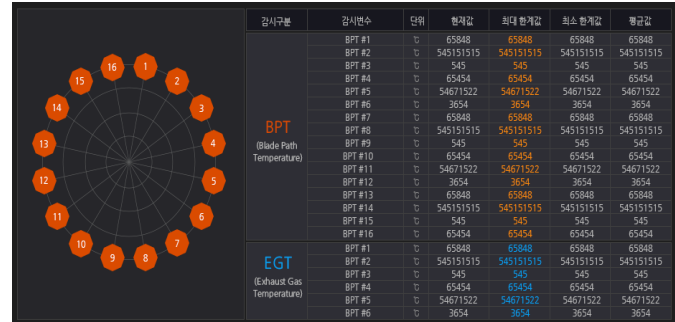 감시구분 감시변수 단위 현재값 최대 한계값 최소 한계값 평균값
BPT #1 ℃ 65848 65848 65848 65848
BPT #2 ℃ 545151515 545151515 545151515 545151515
BPT #3 ℃ 545 545 545 545
BPT #4 ℃ 65454 65454 65454 65454
BPT #5 ℃ 54671522 54671522 54671522 54671522
BPT #6 ℃ 3654 3654 3654 3654
BPT #7 ℃ 65848 65848 65848 65848
BPT #8 ℃ 545151515 545151515 545151515 545151515
BPT #9 ℃ 545 545 545 545
BPT #10 ℃ 65454 65454 65454 65454
BPT #11 ℃ 54671522 54671522 54671522 54671522
BPT #12 ℃ 3654 3654 3654 3654
BPT #13 ℃ 65848 65848 65848 65848
BPT #14 ℃ 545151515 545151515 545151515 545151515
BPT #15 ℃ 545 545 545 545
BPT #16 ℃ 65454 65454 65454 65454
BPT
(Blade Path
Temperature)
BPT #1 ℃ 65848 65848 65848 65848
BPT #2 ℃ 545151515 545151515 545151515 545151515
BPT #3 ℃ 545 545 545 545
BPT #4 ℃ 65454 65454 65454 65454
BPT #5 ℃ 54671522 54671522 54671522 54671522
BPT #6 ℃ 3654 3654 3654 3654
EGT
(Exhaust Gas
Temperature)
1
2
3
4
5
6
7
8
9
10
11
12
13
14
15
16